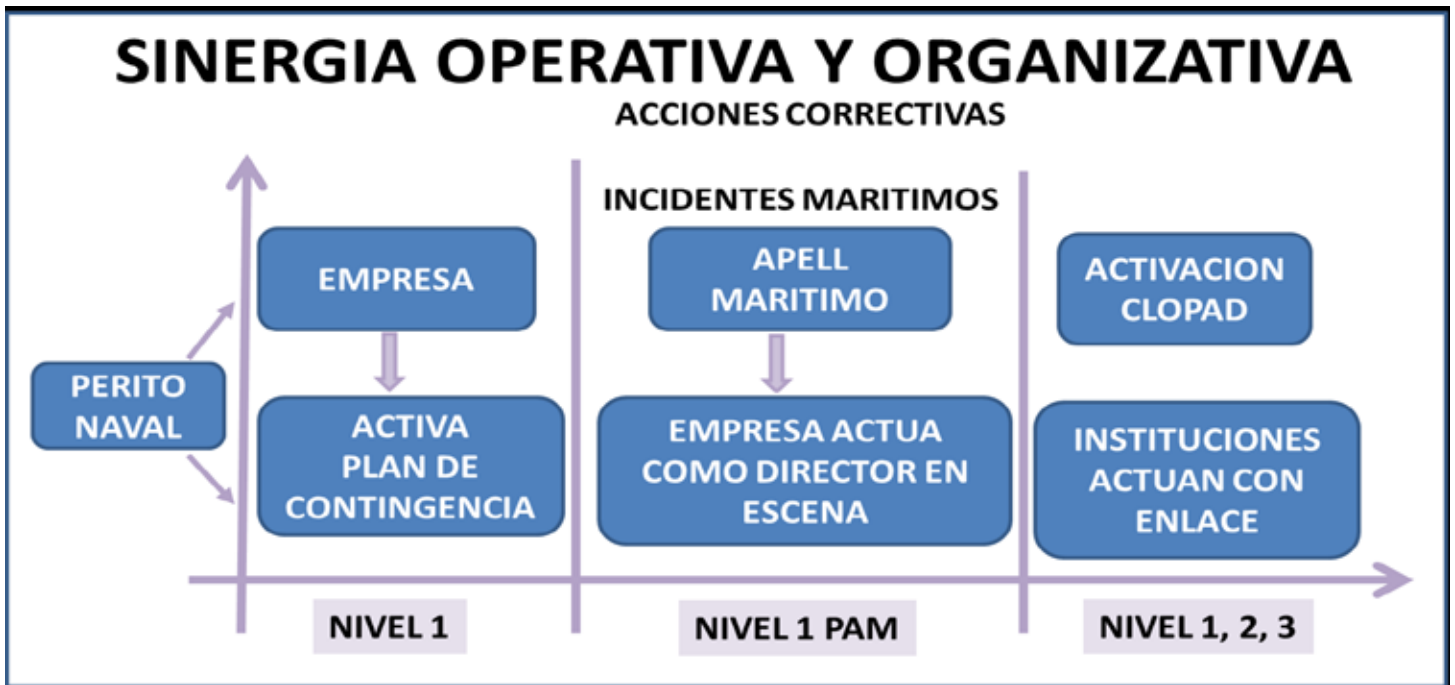 SINERGIA OPERATIVA Y ORGANIZATIVA
ACCIONES CORRECTIVAS
INCIDENTES MARITIMOS
PERITO
NAVAL
EMPRESA
ACTIVA
PLAN DE
CONTINGENCIA
NIVEL 1
APELL
MARITIMO
EMPRESA ACTUA
COMO DIRECTOR EN
ESCENA
NIVEL 1 PAM
ACTIVACION
CLOPAD
INSTITUCIONES
ACTUAN CON
ENLACE
NIVEL 1, 2, 3